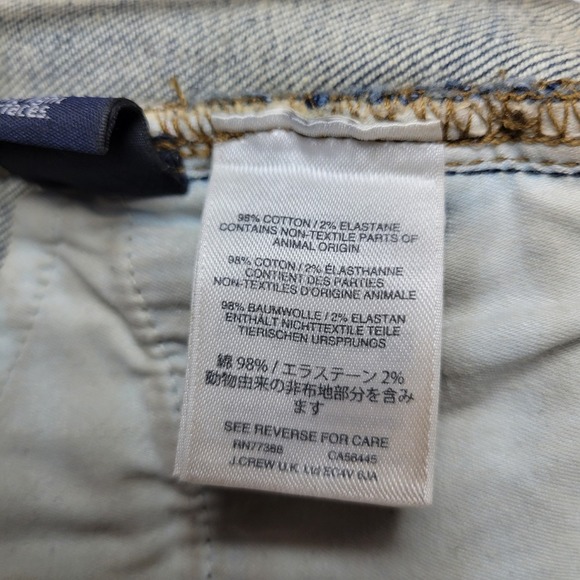 faces.
98% COTTON / 2% ELASTANE
CONTAINS NON-TEXTILE PARTS OF
ANIMAL ORIGIN
98% COTON / 2% ÉLASTHANNE
CONTIENT DES PARTIES
NON-TEXTILES D'ORIGINE ANIMALE
98% BAUMWOLLE / 2% ELASTAN
ENTHÄLT NICHTTEXTILE TEILE
TIERISCHEN URSPRUNGS
綿 98% / エラステーン 2%
動物由来の非布地部分を含み
ます
SEE REVERSE FOR CARE
RN77388 CA56445
J.CREW U.K. Ltd EC4V 6JA